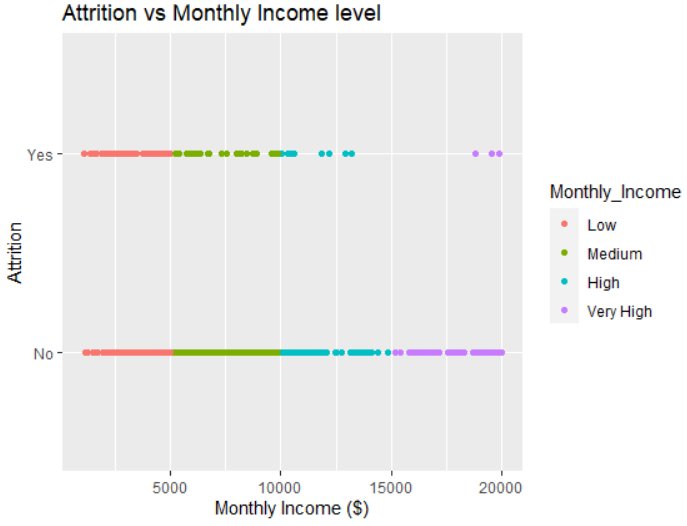 Attrition vs Monthly Income level
Yes
No
Attrition
5000
10000
15000
20000
Monthly Income ($)
Monthly_Income
Low
Medium
High
Very High